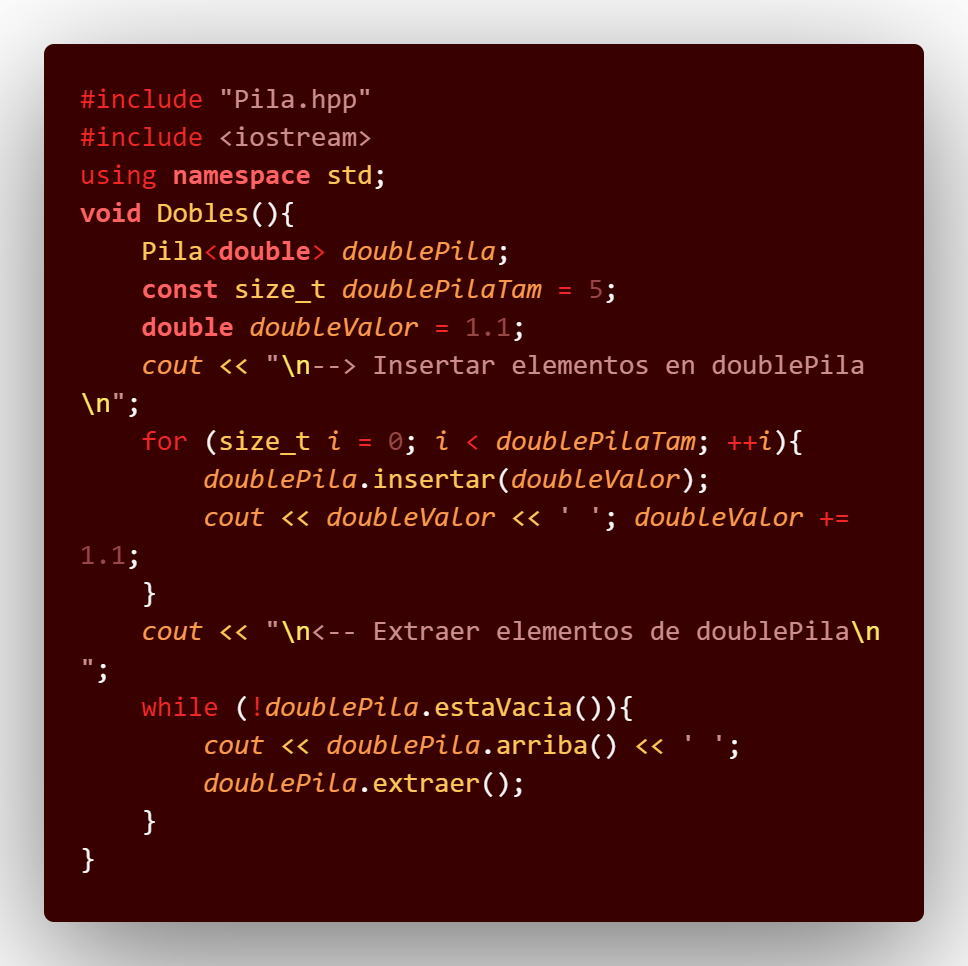 #include "Pila.hpp"
#include <iostream>
using namespace std;
void Dobles(){
    Pila<double> doublePila;
    const size_t doublePilaTam = 5;
    double doubleValor = 1.1;
    cout << "\n--> Insertar elementos en doublePila
\n";
    for (size_t i = 0; i < doublePilaTam; ++i){
        doublePila.insertar(doubleValor);
        cout << doubleValor << ' '; doubleValor +=
1.1;
    }
    cout << "\n<-- Extraer elementos de doublePila\n
";
    while (!doublePila.estaVacia()){
        cout << doublePila.arriba() << ' ';
        doublePila.extraer();
    }
}